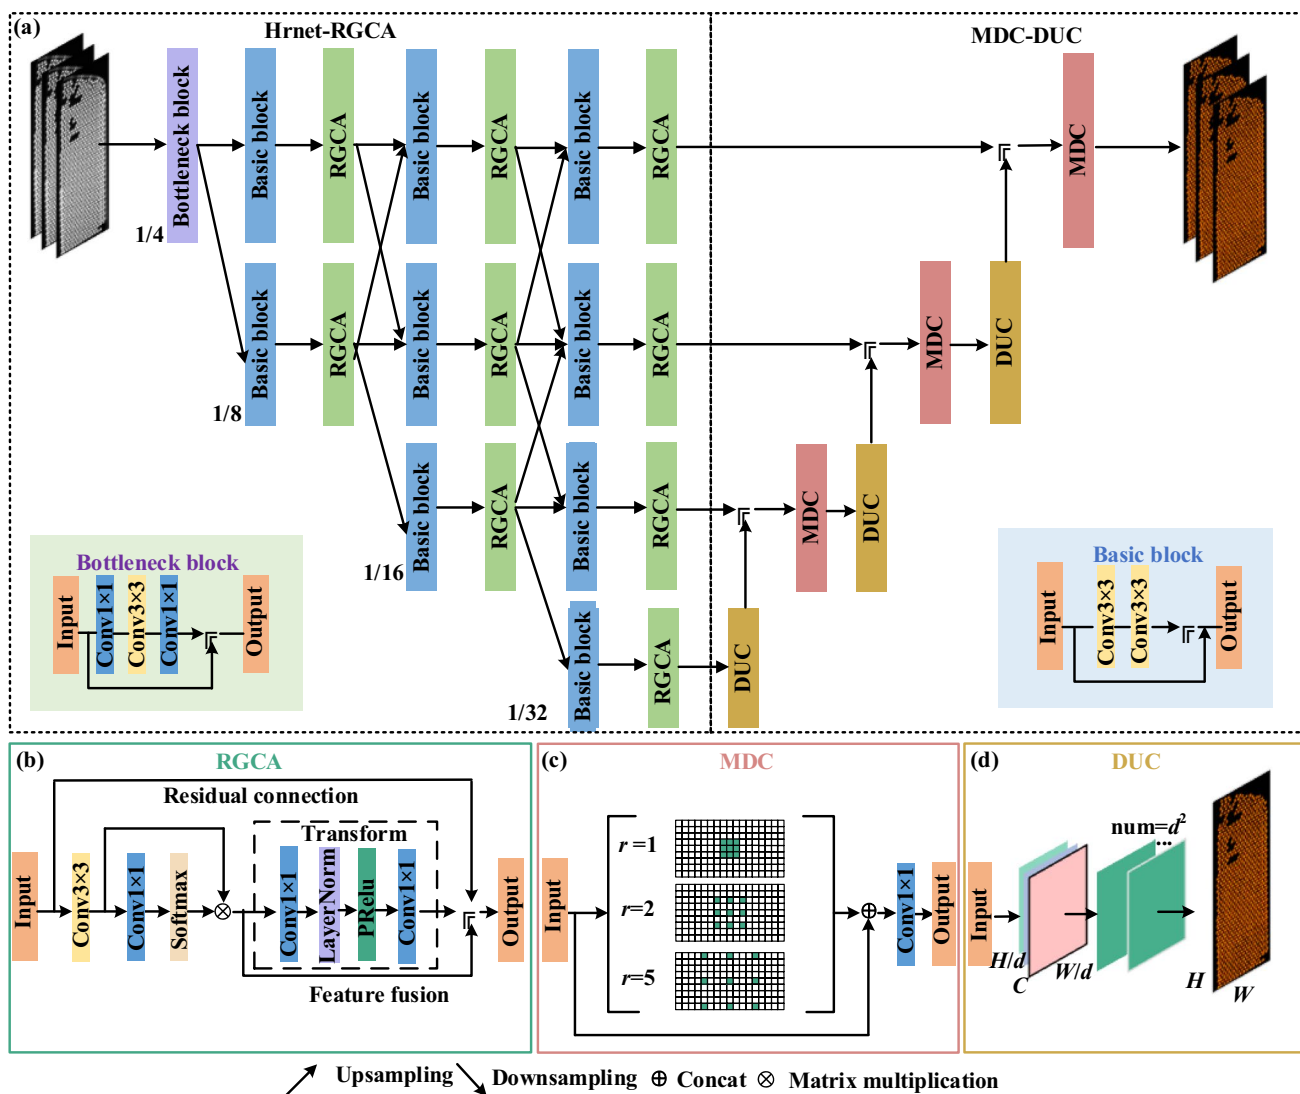 (a)
Hrnet-RGCA
MDC-DUC
Bottleneck block
Basic block
RGCA
Basic block
RGCA
Basic block
RGCA
MDC
1/4
Basic block
RGCA
Basic block
RGCA
Basic block
RGCA
MDC
DUC
1/8
Basic block
RGCA
Basic block
RGCA
MDC
DUC
1/16
Basic block
RGCA
DUC
1/32
Bottleneck block
Input
Conv1×1
Conv3×3
Conv1×1
Output
Basic block
Input
Conv3×3
Conv3×3
Output
(b)
RGCA
Residual connection
Transform
Input
Conv3×3
Conv1×1
Softmax
Conv1×1
LayerNorm
PRelu
Conv1×1
Output
Feature fusion
(c)
MDC
Input
r=1
r=2
r=5
Conv1×1
Output
(d)
DUC
Input
num=d²
...
H/d
C
W/d
H
W
Upsampling
Downsampling
⊕ Concat
⊗ Matrix multiplication